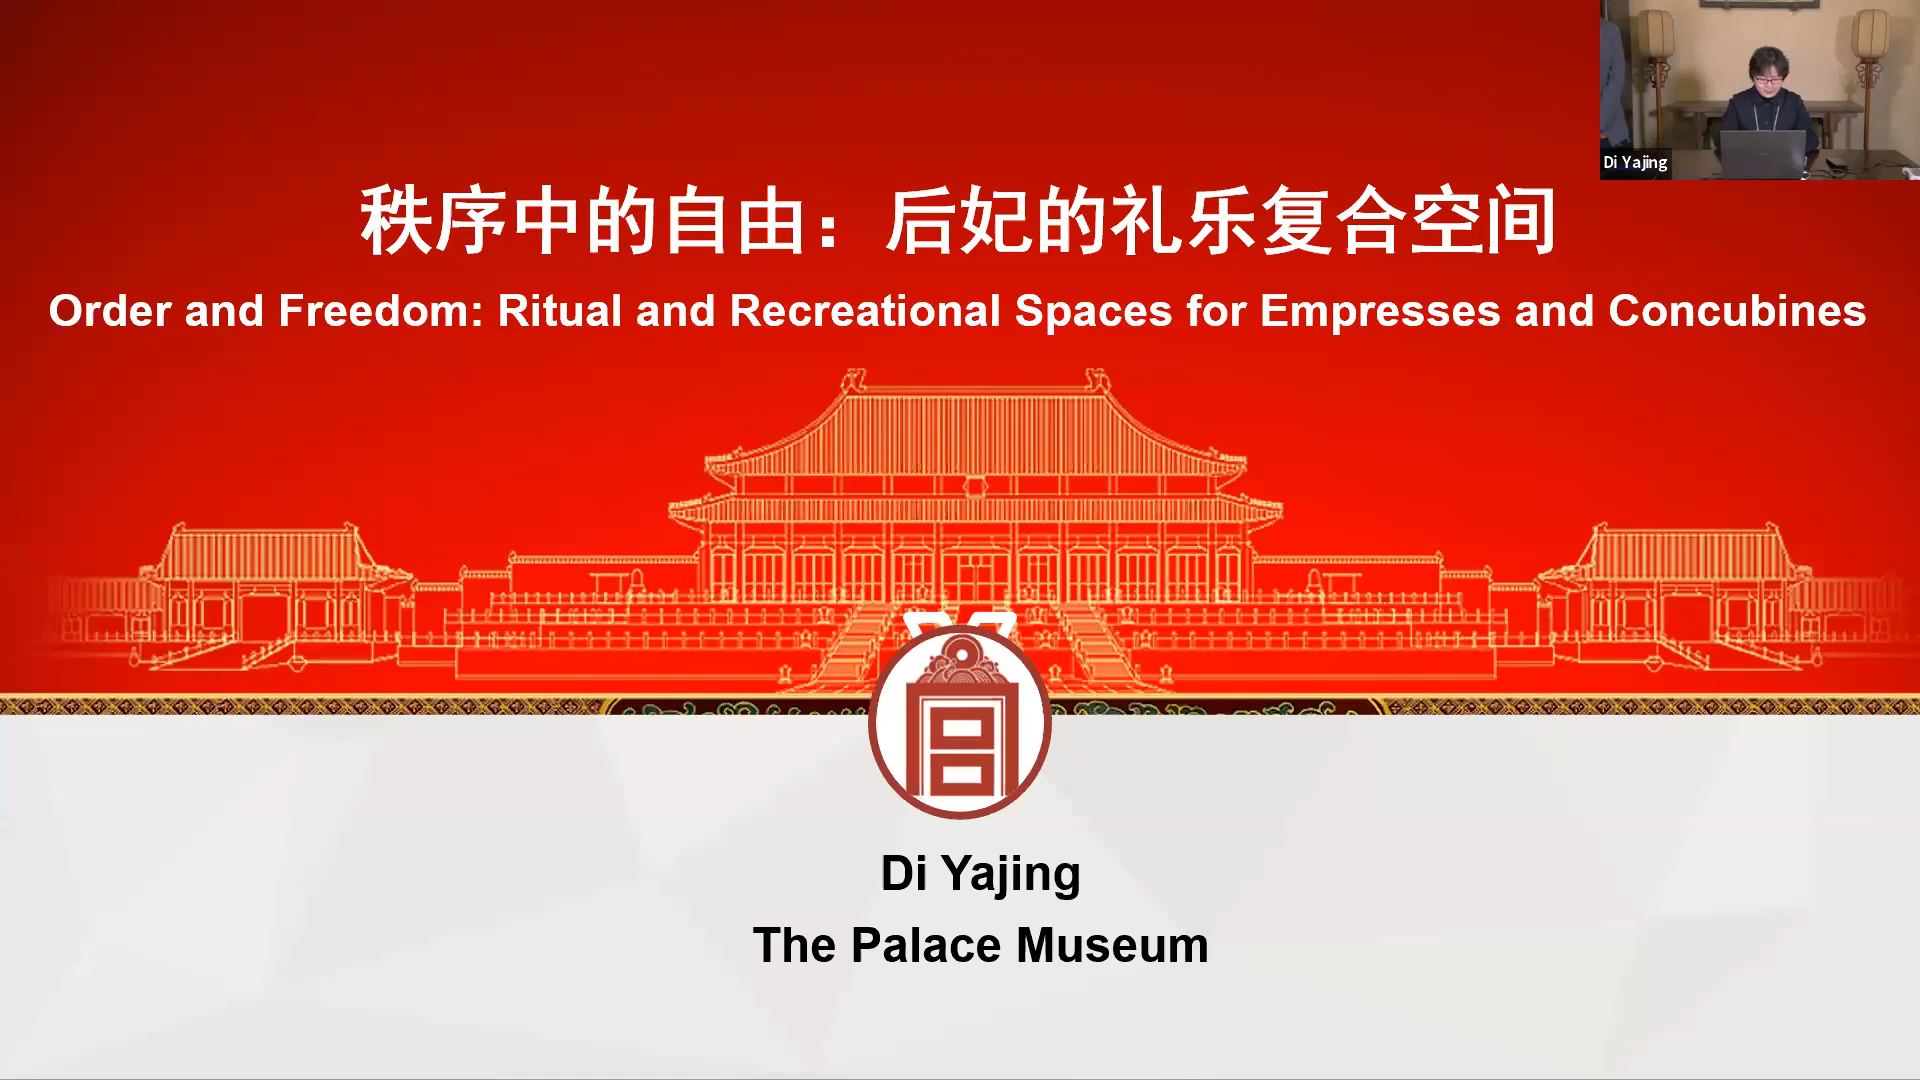 秩序中的自由：后妃的礼乐复合空间
Order and Freedom: Ritual and Recreational Spaces for Empresses and Concubines
Di Yajing
Di Yajing
The Palace Museum